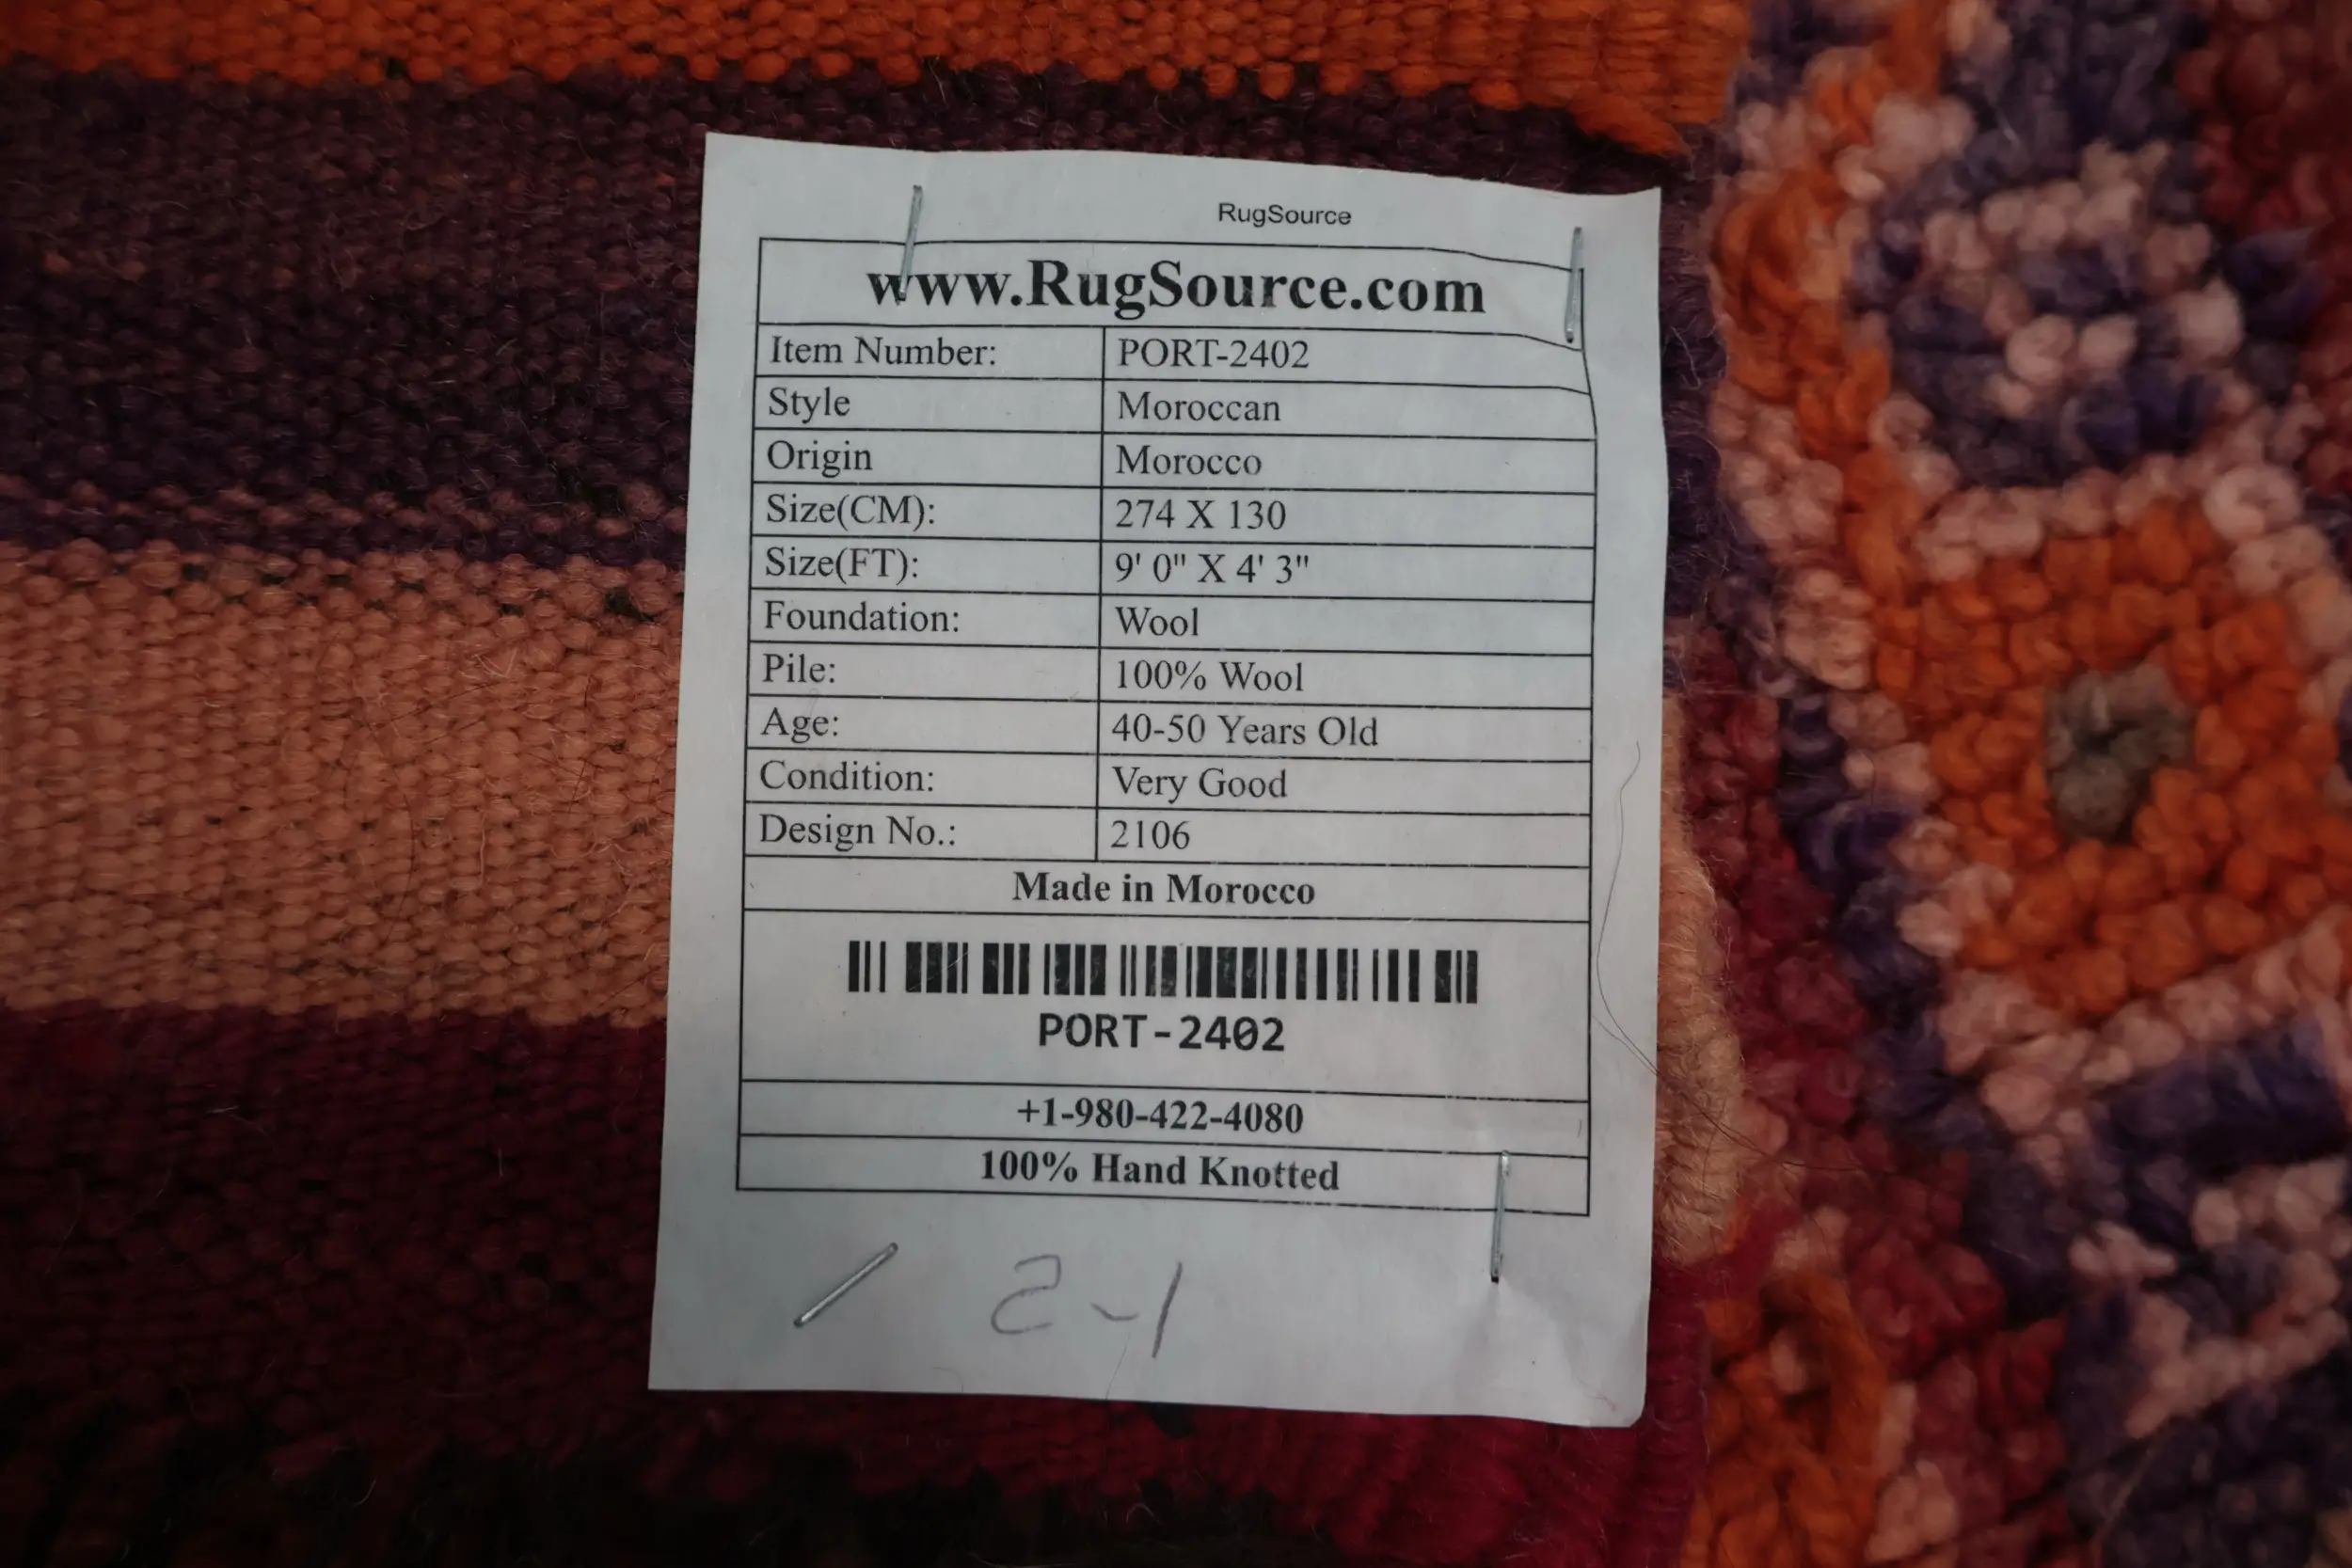 RugSource
www.RugSource.com
Item Number: PORT-2402
Style Moroccan
Origin Morocco
Size(CM): 274 X 130
Size(FT): 9' 0" X 4' 3"
Foundation: Wool
Pile: 100% Wool
Age: 40-50 Years Old
Condition: Very Good
Design No.: 2106
Made in Morocco
PORT-2402
+1-980-422-4080
100% Hand Knotted
2-1